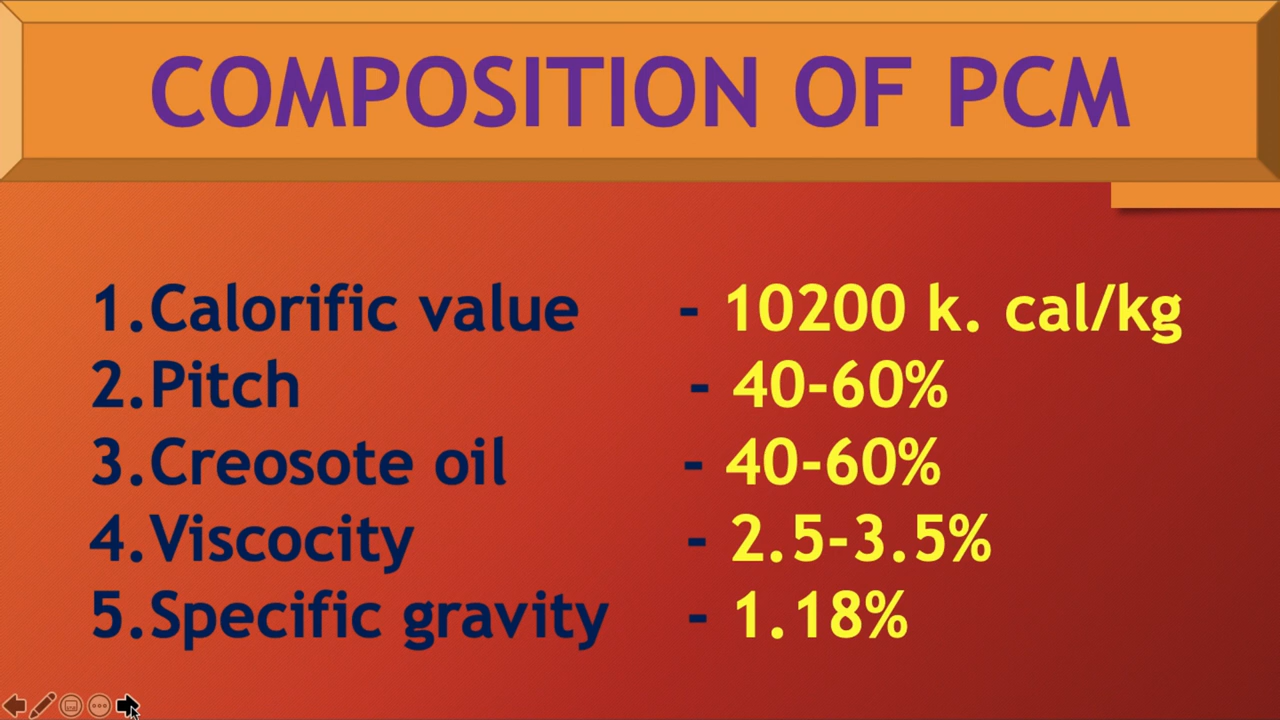 COMPOSITION OF PCM
1.Calorific value - 10200 k. cal/kg
2.Pitch - 40-60%
3.Creosote oil - 40-60%
4.Viscocity - 2.5-3.5%
5.Specific gravity - 1.18%